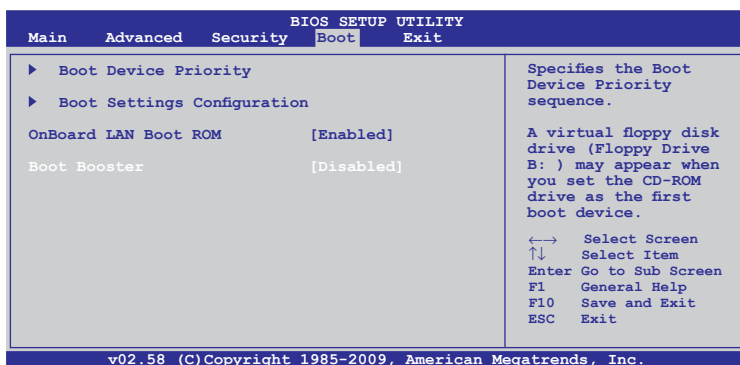 BIOS SETUP UTILITY
Main Advanced Security Boot Exit
Boot Device Priority
Boot Settings Configuration
OnBoard LAN Boot ROM [Enabled]
Boot Booster [Disabled]
Specifies the Boot
Device Priority
sequence.
A virtual floppy disk
drive (Floppy Drive
B: ) may appear when
you set the CD-ROM
drive as the first
boot device.
←→ Select Screen
↑↓ Select Item
Enter Go to Sub Screen
F1 General Help
F10 Save and Exit
ESC Exit
v02.58 (C)Copyright 1985-2009, American Megatrends, Inc.